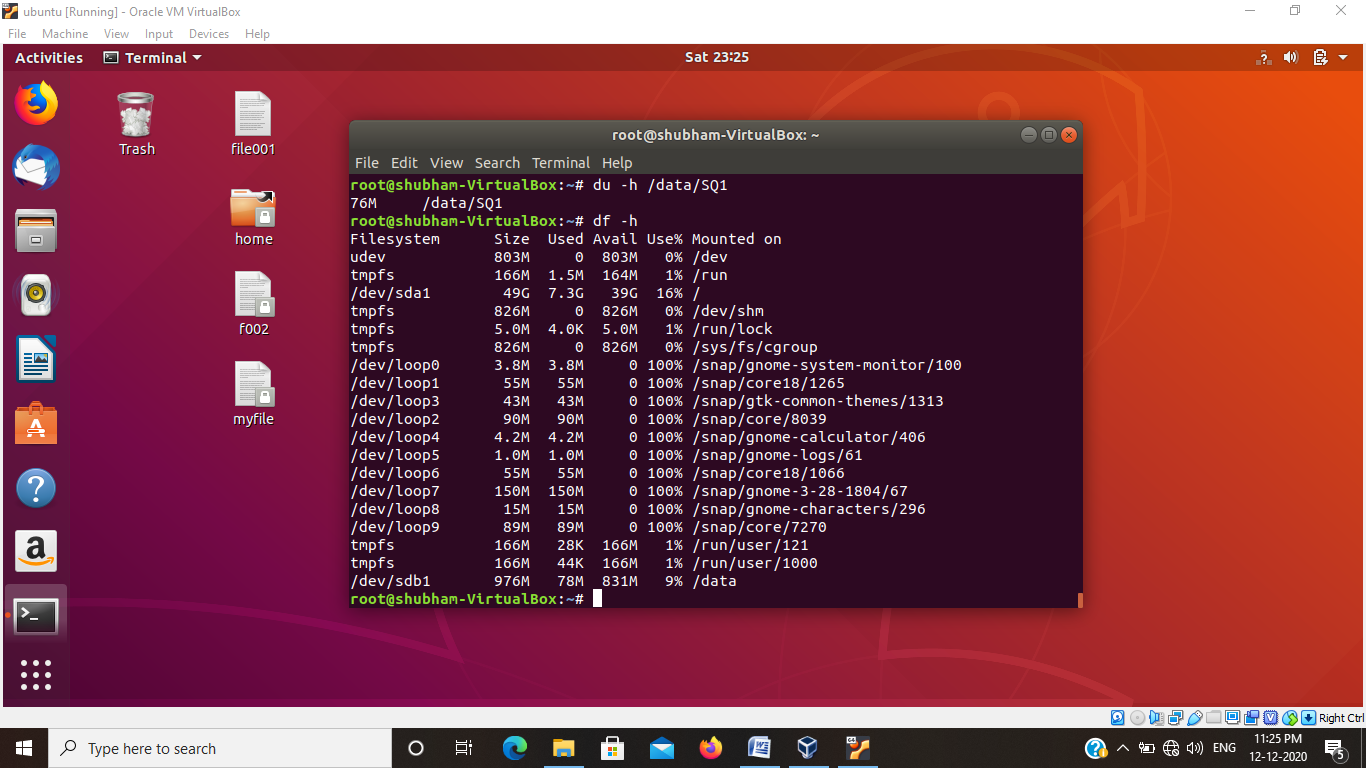 ubuntu [Running] - Oracle VM VirtualBox
File Machine View Input Devices Help
Activities Terminal Sat 23:25
Trash
file001
home
f002
myfile
root@shubham-VirtualBox: ~
File Edit View Search Terminal Help
root@shubham-VirtualBox:~# du -h /data/SQ1
76M /data/SQ1
root@shubham-VirtualBox:~# df -h
Filesystem Size Used Avail Use% Mounted on
udev 803M 0 803M 0% /dev
tmpfs 166M 1.5M 164M 1% /run
/dev/sda1 49G 7.3G 39G 16% /
tmpfs 826M 0 826M 0% /dev/shm
tmpfs 5.0M 4.0K 5.0M 1% /run/lock
tmpfs 826M 0 826M 0% /sys/fs/cgroup
/dev/loop0 3.8M 3.8M 0 100% /snap/gnome-system-monitor/100
/dev/loop1 55M 55M 0 100% /snap/core18/1265
/dev/loop3 43M 43M 0 100% /snap/gtk-common-themes/1313
/dev/loop2 90M 90M 0 100% /snap/core/8039
/dev/loop4 4.2M 4.2M 0 100% /snap/gnome-calculator/406
/dev/loop5 1.0M 1.0M 0 100% /snap/gnome-logs/61
/dev/loop6 55M 55M 0 100% /snap/core18/1066
/dev/loop7 150M 150M 0 100% /snap/gnome-3-28-1804/67
/dev/loop8 15M 15M 0 100% /snap/gnome-characters/296
/dev/loop9 89M 89M 0 100% /snap/core/7270
tmpfs 166M 28K 166M 1% /run/user/121
tmpfs 166M 44K 166M 1% /run/user/1000
/dev/sdb1 976M 78M 831M 9% /data
root@shubham-VirtualBox:~#
Right Ctrl
Type here to search
ENG
11:25 PM
12-12-2020
5